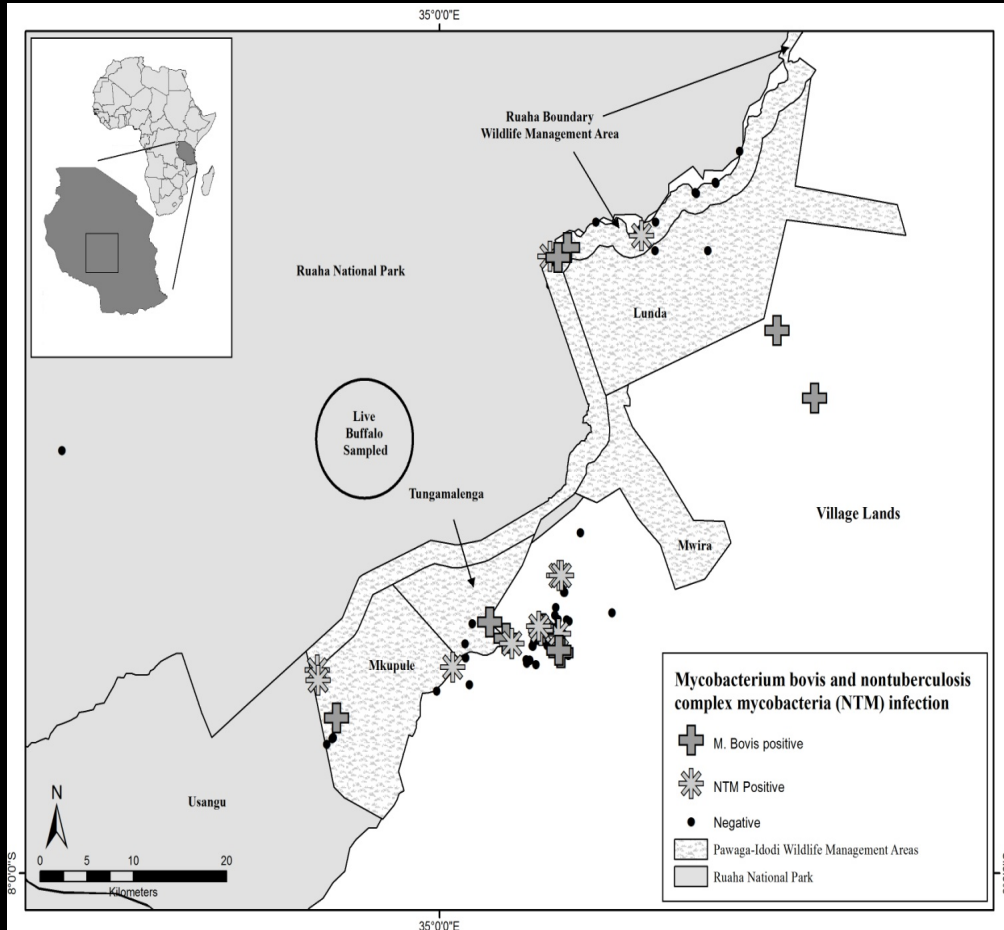 35°0'0"E
Ruaha Boundary
Wildlife Management Area
Ruaha National Park
Lunda
Live
Buffalo
Sampled
Tungamalenga
Village Lands
Mwira
Mkupule
Usangu
N
0 5 10 20
Kilometers
8°0'0"S
Mycobacterium bovis and nontuberculosis
complex mycobacteria (NTM) infection
M. Bovis positive
NTM Positive
Negative
Pawaga-Idodi Wildlife Management Areas
Ruaha National Park
35°0'0"E